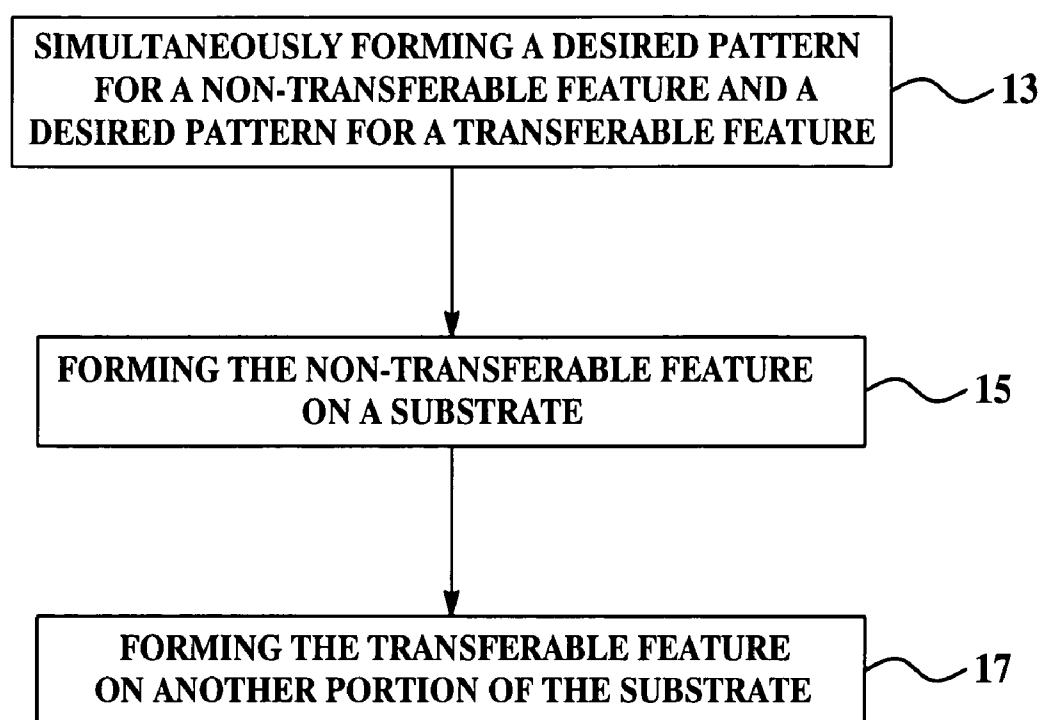 SIMULTANEOUSLY FORMING A DESIRED PATTERN
FOR A NON-TRANSFERABLE FEATURE AND A
DESIRED PATTERN FOR A TRANSFERABLE FEATURE
13
FORMING THE NON-TRANSFERABLE FEATURE
ON A SUBSTRATE
15
FORMING THE TRANSFERABLE FEATURE
ON ANOTHER PORTION OF THE SUBSTRATE
17